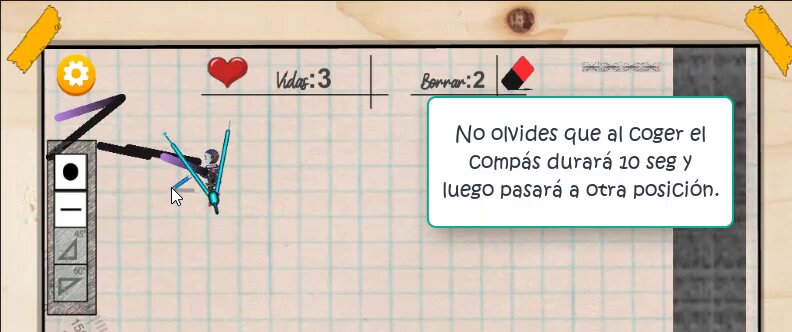 Vidas:3
Borrar:2
No olvides que al coger el
compás durará 10 seg y
luego pasará a otra posición.
45°
60°